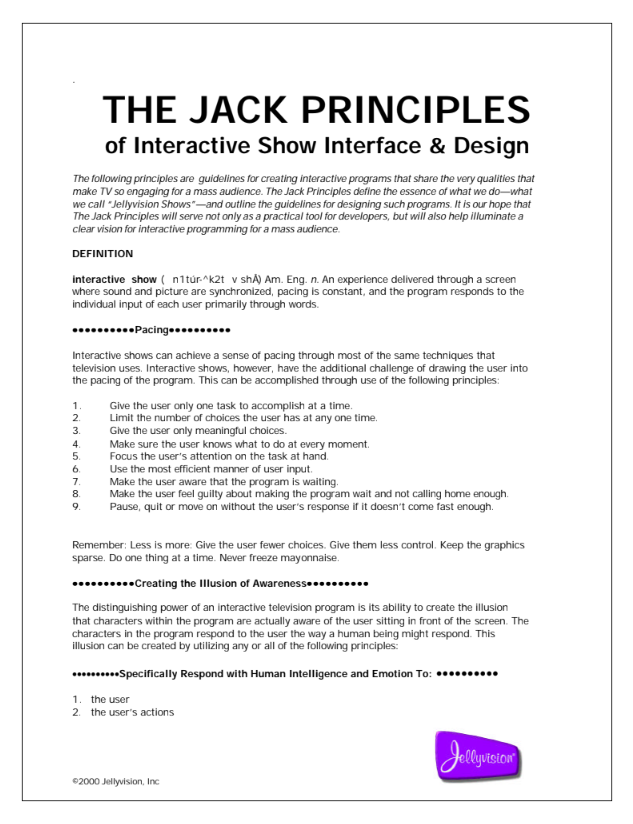 THE JACK PRINCIPLES
of Interactive Show Interface & Design
The following principles are guidelines for creating interactive programs that share the very qualities that
make TV so engaging for a mass audience. The Jack Principles define the essence of what we do—what
we call "Jellyvision Shows"—and outline the guidelines for designing such programs. It is our hope that
The Jack Principles will serve not only as a practical tool for developers, but will also help illuminate a
clear vision for interactive programming for a mass audience.
DEFINITION
interactive show ( n1túr-^k2t v shÅ) Am. Eng. n. An experience delivered through a screen
where sound and picture are synchronized, pacing is constant, and the program responds to the
individual input of each user primarily through words.
●●●●●●●●●●Pacing●●●●●●●●●●
Interactive shows can achieve a sense of pacing through most of the same techniques that
television uses. Interactive shows, however, have the additional challenge of drawing the user into
the pacing of the program. This can be accomplished through use of the following principles:
1. Give the user only one task to accomplish at a time.
2. Limit the number of choices the user has at any one time.
3. Give the user only meaningful choices.
4. Make sure the user knows what to do at every moment.
5. Focus the user's attention on the task at hand.
6. Use the most efficient manner of user input.
7. Make the user aware that the program is waiting.
8. Make the user feel guilty about making the program wait and not calling home enough.
9. Pause, quit or move on without the user's response if it doesn't come fast enough.
Remember: Less is more: Give the user fewer choices. Give them less control. Keep the graphics
sparse. Do one thing at a time. Never freeze mayonnaise.
●●●●●●●●●●Creating the Illusion of Awareness●●●●●●●●●●
The distinguishing power of an interactive television program is its ability to create the illusion
that characters within the program are actually aware of the user sitting in front of the screen. The
characters in the program respond to the user the way a human being might respond. This
illusion can be created by utilizing any or all of the following principles:
●●●●●●●●●●Specifically Respond with Human Intelligence and Emotion To: ●●●●●●●●●●
1. the user
2. the user's actions
Jellyvision®
©2000 Jellyvision, Inc